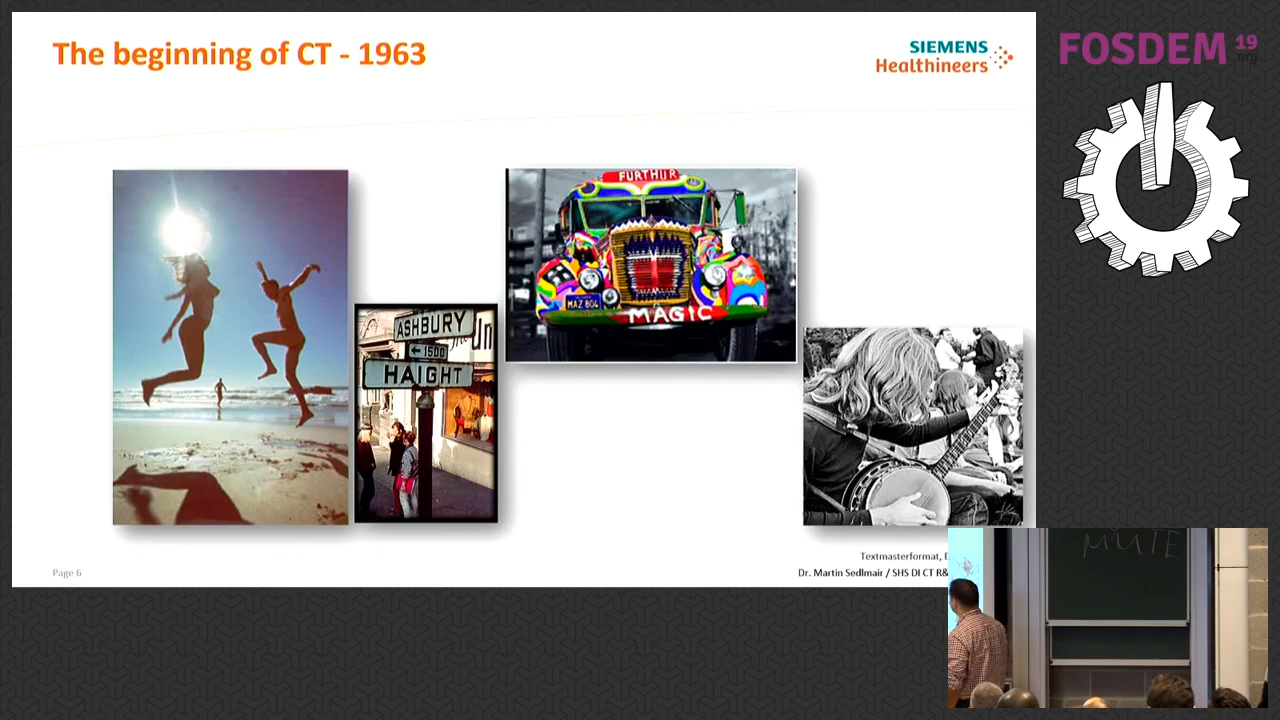 The beginning of CT - 1963
SIEMENS
Healthineers
FOSDEM 19
.org
FURTHUR
MAZ 804
MAGIC
ASHBURY
1500
HAIGHT
Textmasterformat,
Dr. Martin Sedlmair / SHS DI CT R&
Page 6
MUTE